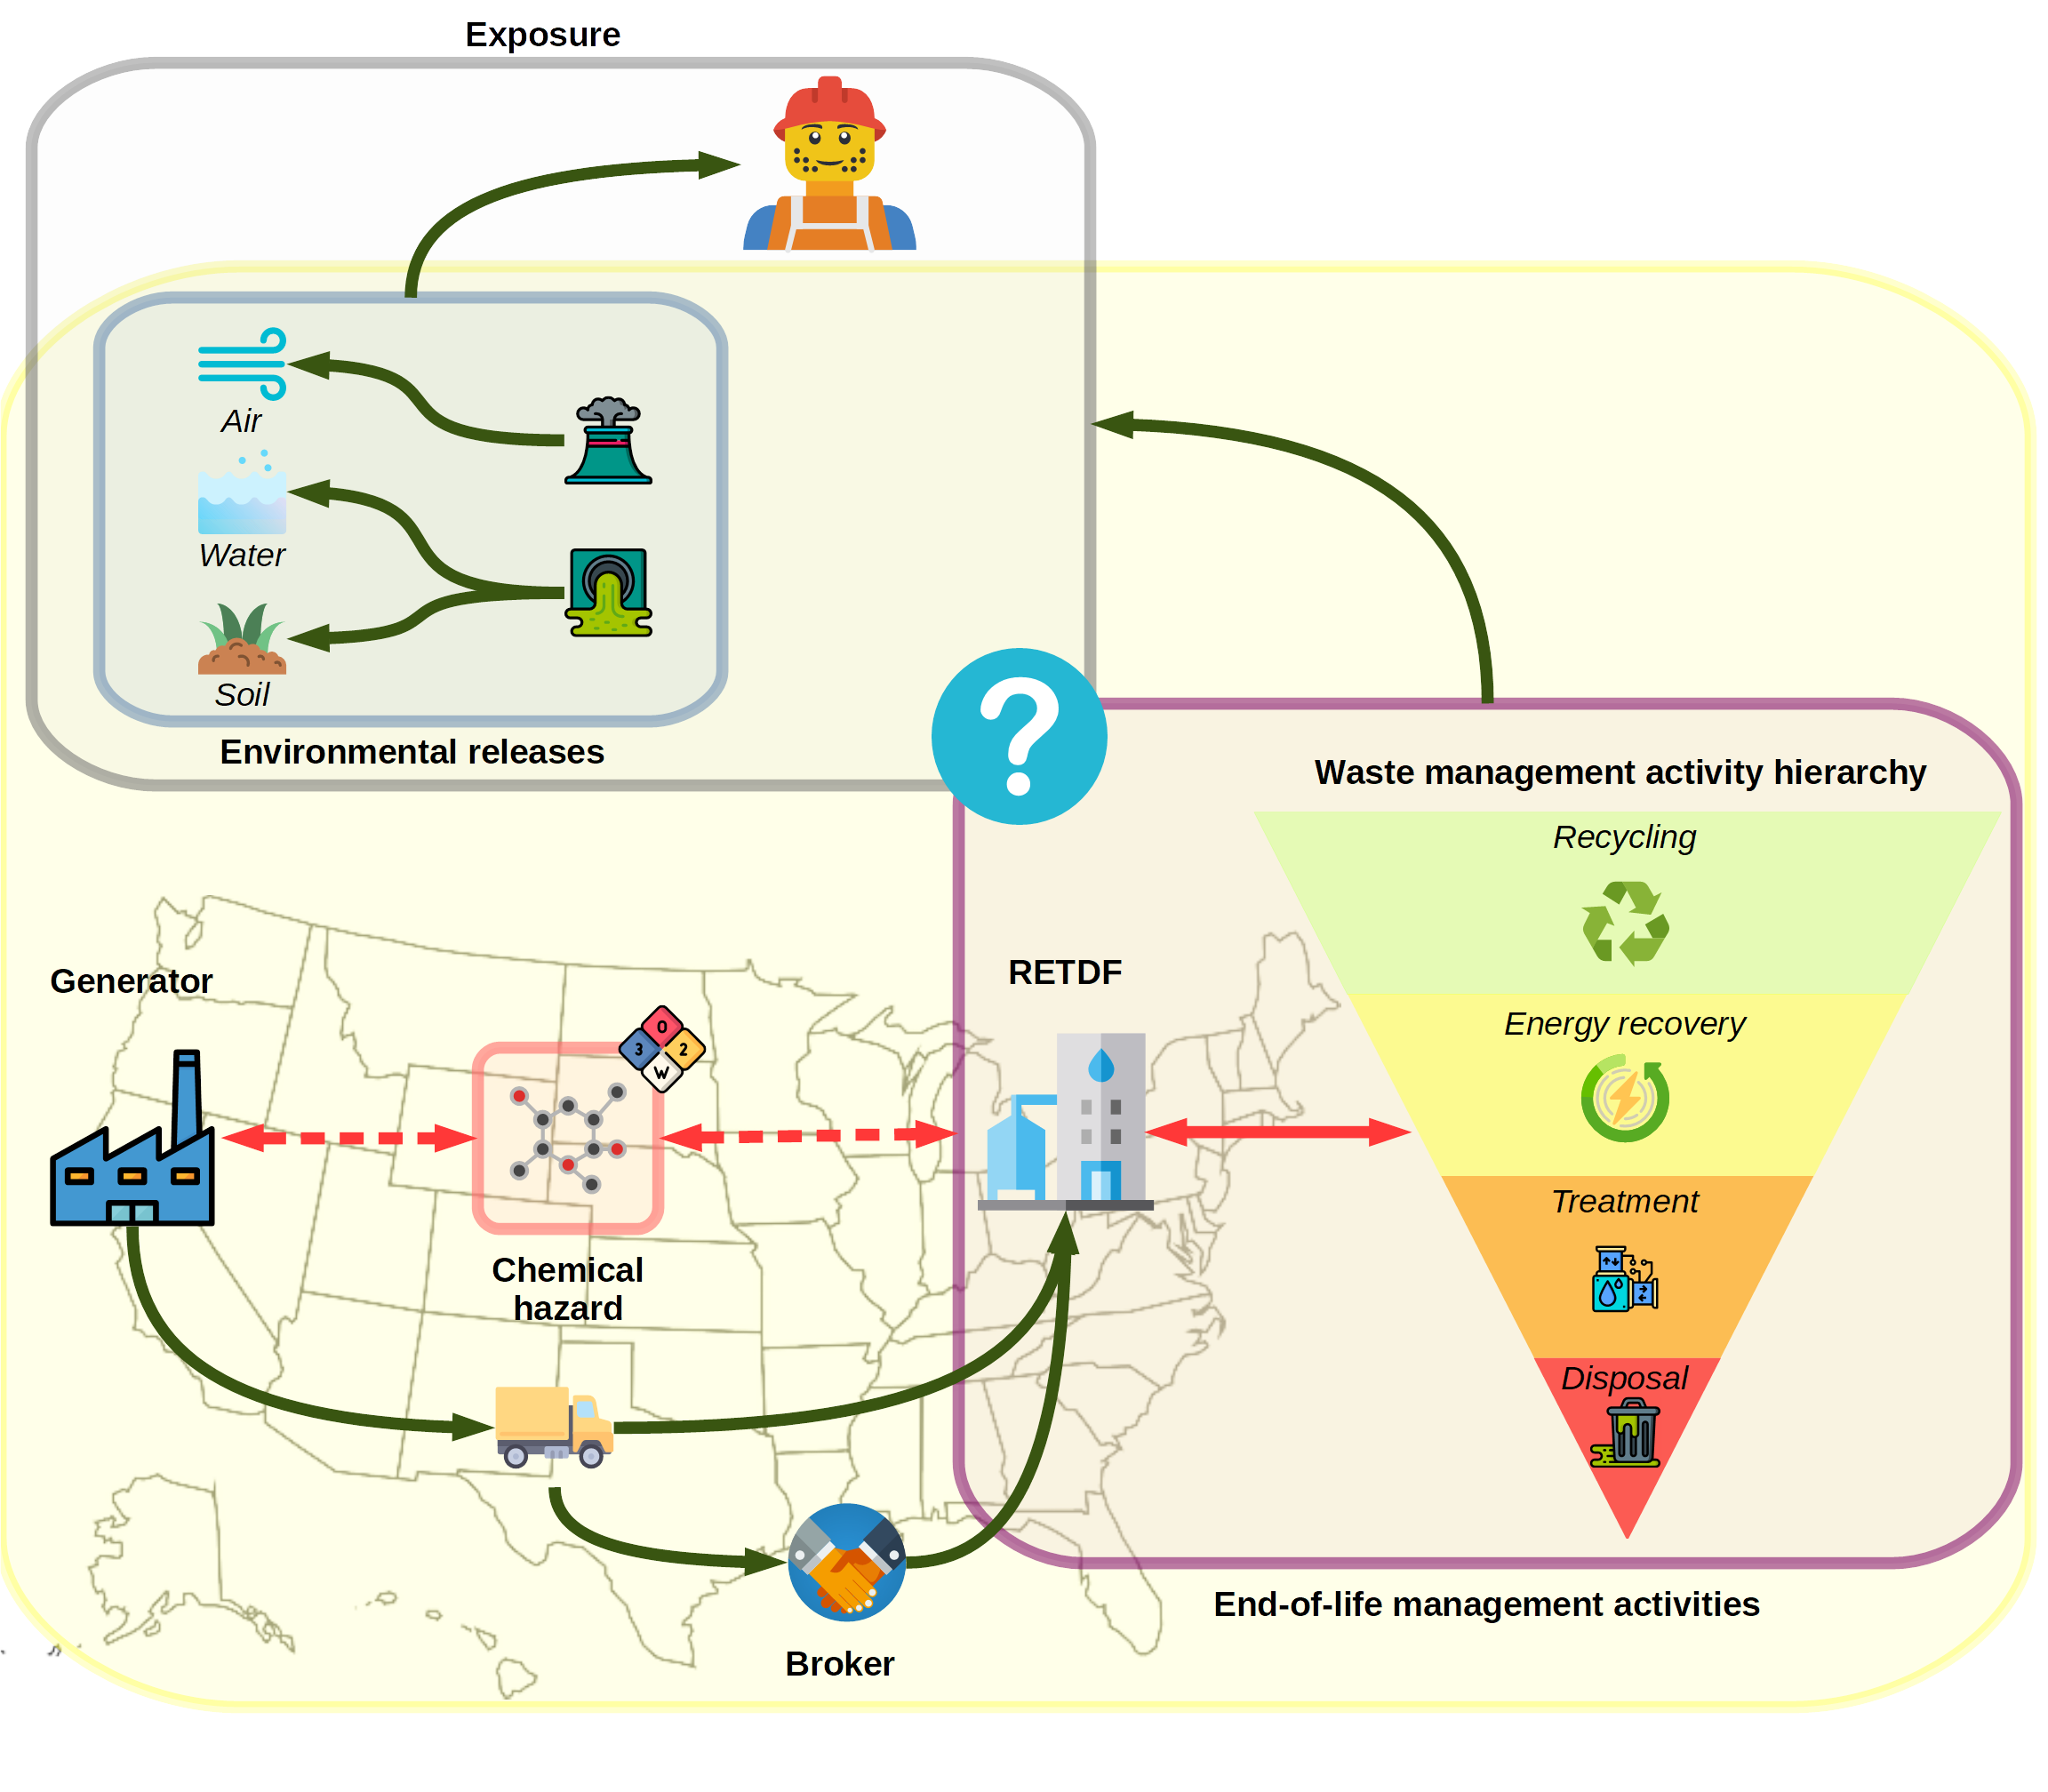 Exposure
Air
Water
Soil
Environmental releases
?
Waste management activity hierarchy
Recycling
Energy recovery
Treatment
Disposal
RETDF
Generator
0
3
2
W
Chemical
hazard
Broker
End-of-life management activities